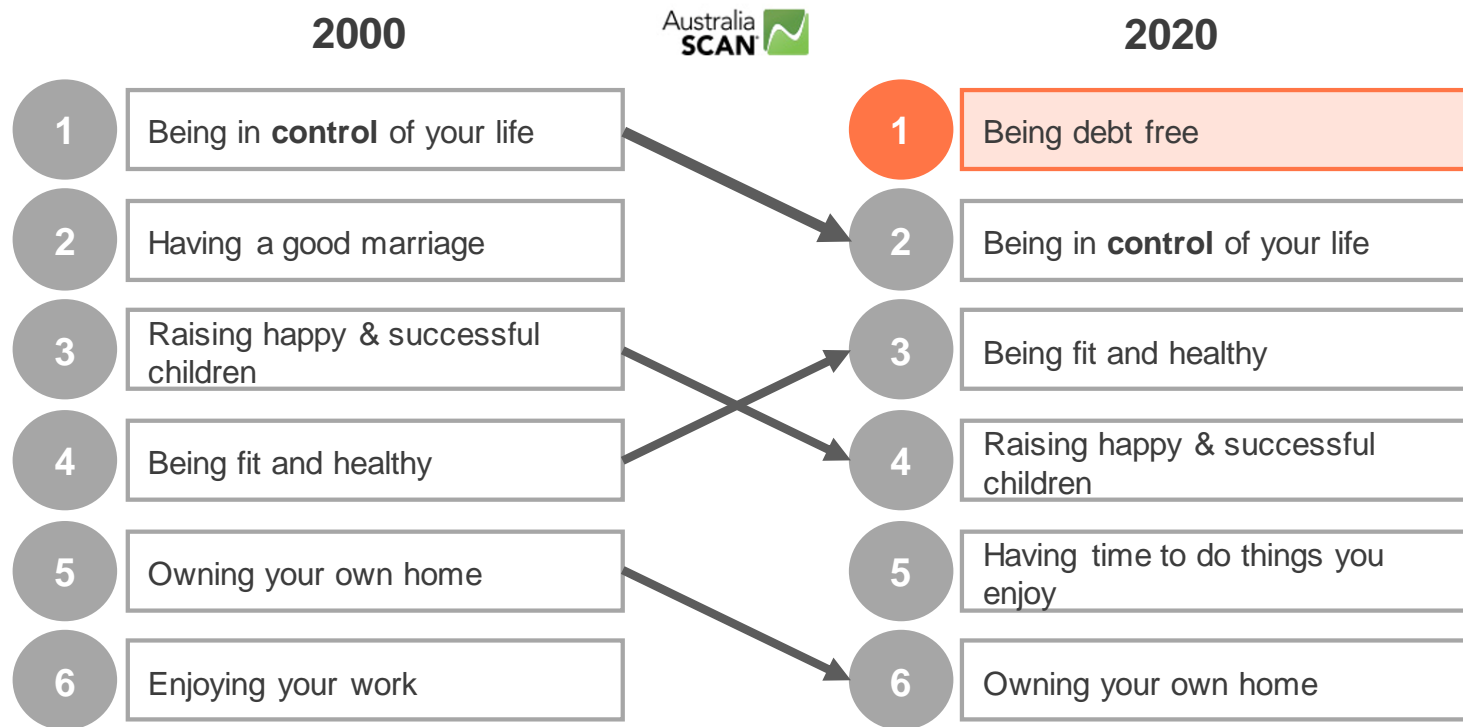 2000
Australia
SCAN
2020
1
Being in control of your life
2
Having a good marriage
3
Raising happy & successful
children
4
Being fit and healthy
5
Owning your own home
6
Enjoying your work
1
Being debt free
2
Being in control of your life
3
Being fit and healthy
4
Raising happy & successful
children
5
Having time to do things you
enjoy
6
Owning your own home